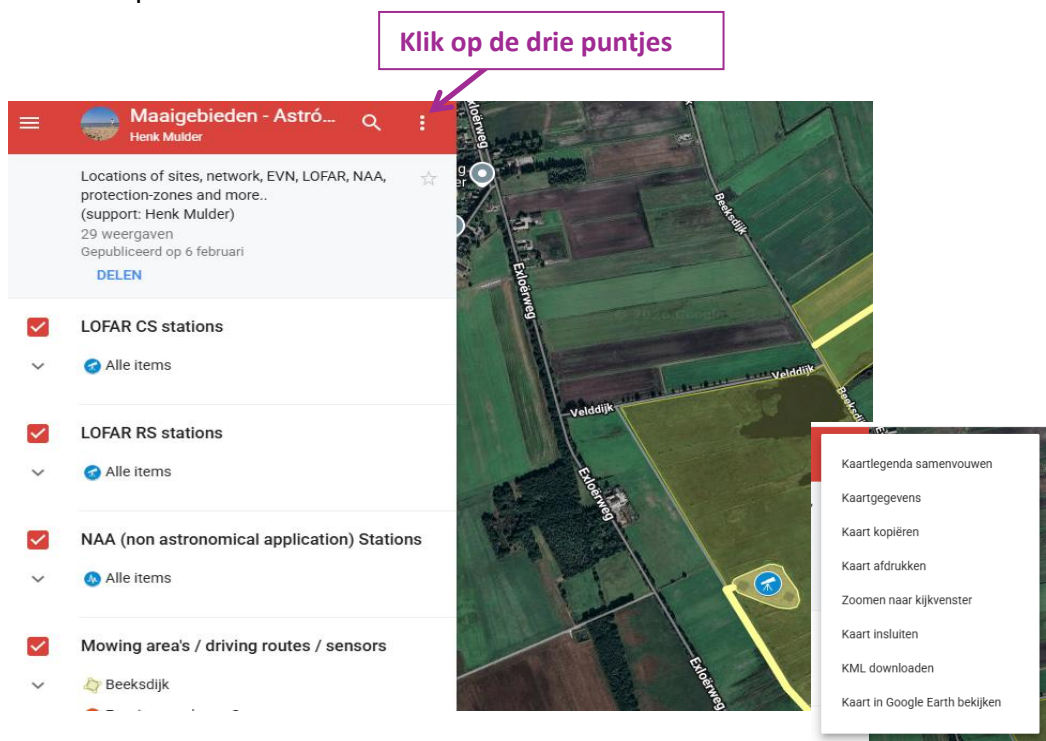 Klik op de drie puntjes
Maaigebieden - Astró...
Henk Mulder
Locations of sites, network, EVN, LOFAR, NAA,
protection-zones and more..
(support: Henk Mulder)
29 weergaven
Gepubliceerd op 6 februari
DELEN
LOFAR CS stations
Alle items
LOFAR RS stations
Alle items
NAA (non astronomical application) Stations
Alle items
Mowing area's / driving routes / sensors
Beeksdijk
Exloërweg
Exloërweg
Exloërweg
Exloërweg
Beeksdijk
Velddijk
Velddijk
Beeksdijk
Kaartlegenda samenvouwen
Kaartgegevens
Kaart kopiëren
Kaart afdrukken
Zoomen naar kijkvenster
Kaart insluiten
KML downloaden
Kaart in Google Earth bekijken